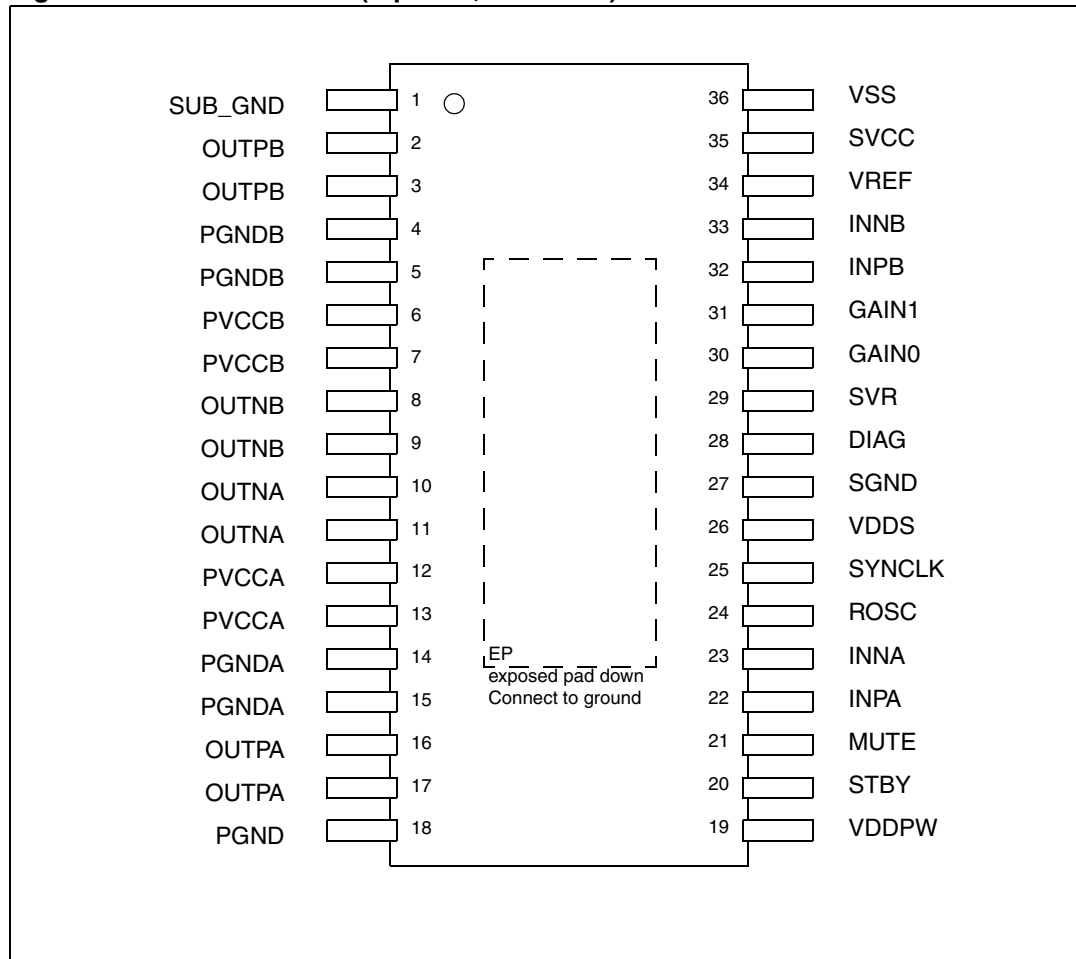 SUB_GND 1 36 VSS
OUTPB 2 35 SVCC
OUTPB 3 34 VREF
PGNDB 4 33 INNB
PGNDB 5 32 INPB
PVCCB 6 31 GAIN1
PVCCB 7 30 GAIN0
OUTNB 8 29 SVR
OUTNB 9 28 DIAG
OUTNA 10 27 SGND
OUTNA 11 26 VDDS
PVCCA 12 25 SYNCLK
PVCCA 13 24 ROSC
PGNDA 14 23 INNA
PGNDA 15 22 INPA
OUTPA 16 21 MUTE
OUTPA 17 20 STBY
PGND 18 19 VDDPW
EP
exposed pad down
Connect to ground